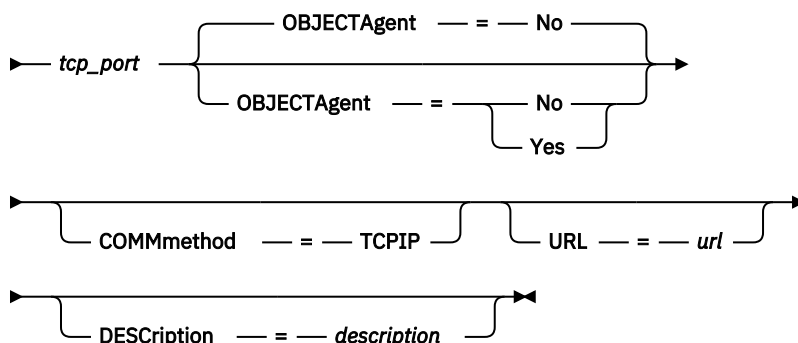 OBJECTAgent = No
tcp_port
OBJECTAgent = No
Yes
COMMmethod = TCPIP URL = url
DESCription = description